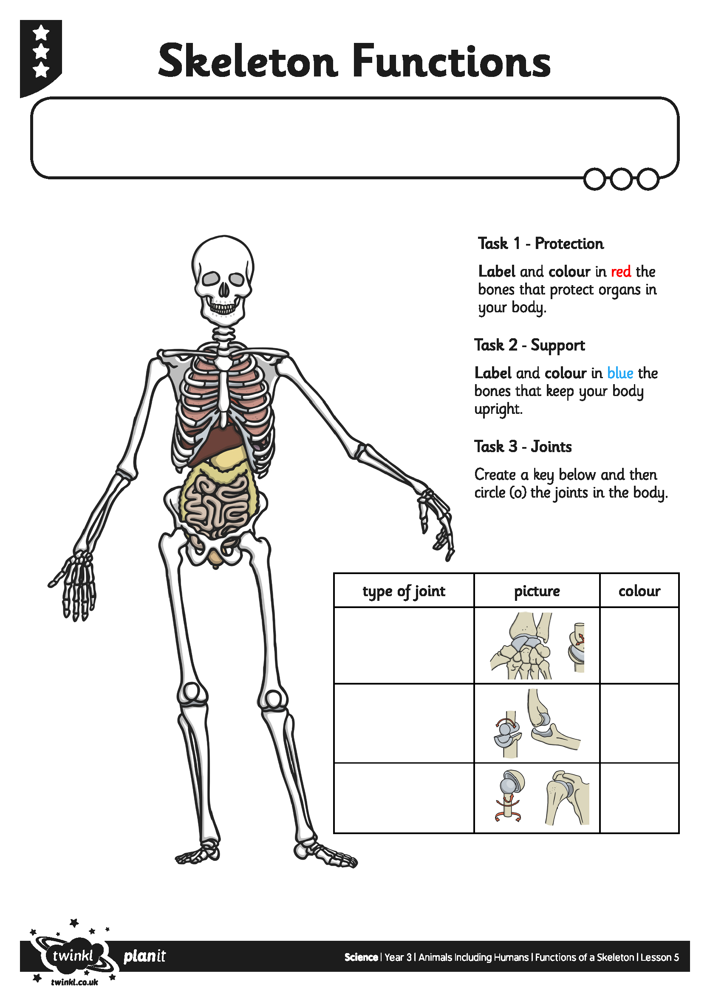 Skeleton Functions
Task 1 - Protection
Label and colour in red the
bones that protect organs in
your body.
Task 2 - Support
Label and colour in blue the
bones that keep your body
upright.
Task 3 - Joints
Create a key below and then
circle (o) the joints in the body.
type of joint picture colour
twinkl
planit
twinkl.co.uk
Science | Year 3 | Animals Including Humans | Functions of a Skeleton | Lesson 5